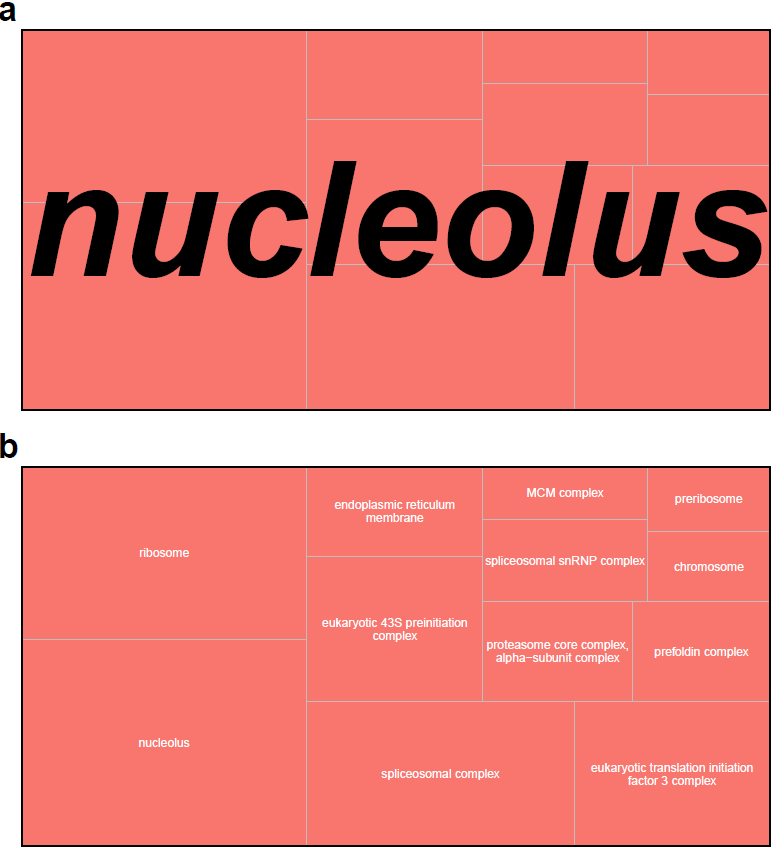 a
nucleolus
b
ribosome
nucleolus
endoplasmic reticulum
membrane
eukaryotic 43S preinitiation
complex
MCM complex
preribosome
spliceosomal snRNP complex
chromosome
proteasome core complex,
alpha−subunit complex
prefoldin complex
spliceosomal complex
eukaryotic translation initiation
factor 3 complex